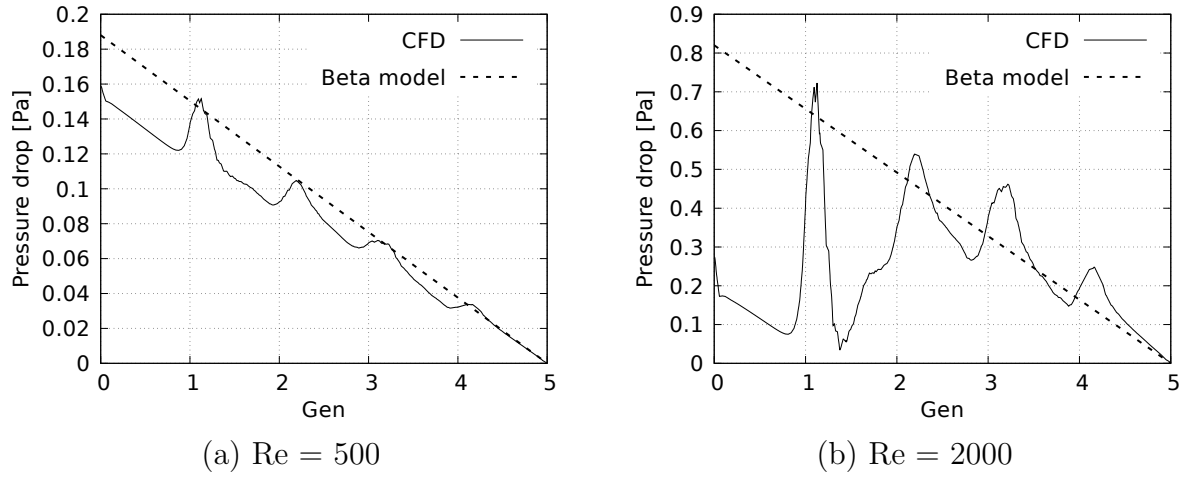 0.2
0.18
0.16
0.14
0.12
0.1
0.08
0.06
0.04
0.02
0
Pressure drop [Pa]
CFD
Beta model
0 1 2 3 4 5
Gen
(a) Re = 500
0.9
0.8
0.7
0.6
0.5
0.4
0.3
0.2
0.1
0
Pressure drop [Pa]
CFD
Beta model
0 1 2 3 4 5
Gen
(b) Re = 2000